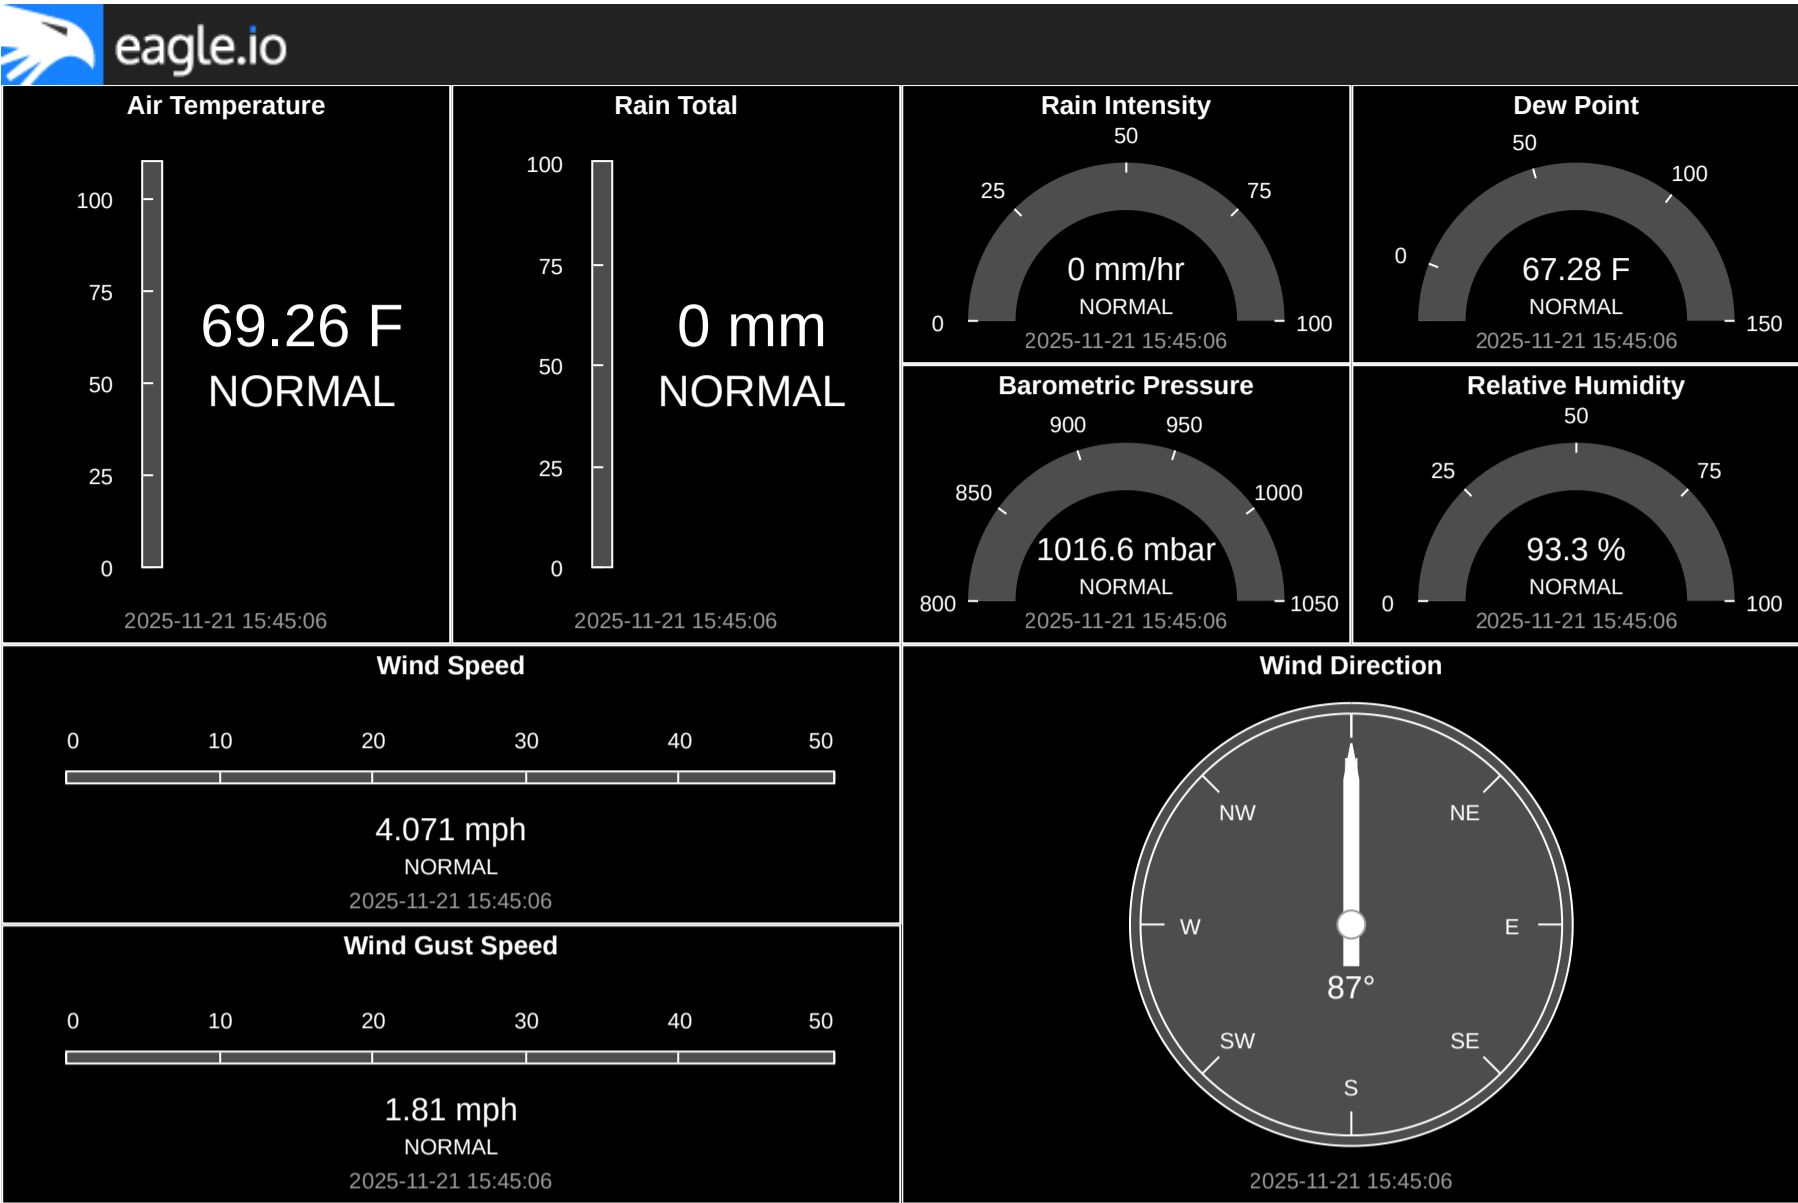 eagle.io
Air Temperature
100
75
50
25
0
69.26 F
NORMAL
2025-11-21 15:45:06
Rain Total
100
75
50
25
0
0 mm
NORMAL
2025-11-21 15:45:06
Rain Intensity
50
25 75
0 mm/hr
NORMAL
0 100
2025-11-21 15:45:06
Dew Point
50
100
0
67.28 F
NORMAL
150
2025-11-21 15:45:06
Barometric Pressure
900 950
850 1000
1016.6 mbar
NORMAL
800 1050
2025-11-21 15:45:06
Relative Humidity
50
25 75
93.3 %
NORMAL
0 100
2025-11-21 15:45:06
Wind Speed
0 10 20 30 40 50
4.071 mph
NORMAL
2025-11-21 15:45:06
Wind Gust Speed
0 10 20 30 40 50
1.81 mph
NORMAL
2025-11-21 15:45:06
Wind Direction
NW NE
W E
87°
SW SE
S
2025-11-21 15:45:06